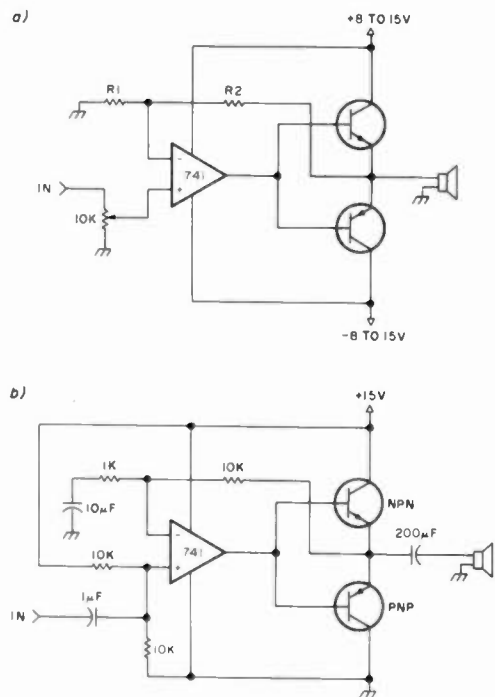 a)
+8 TO 15V
R1
R2
741
-
+
IN
10K
-8 TO 15V
b)
+15V
1K
10K
10µF
NPN
741
-
+
200µF
10K
1µF
IN
PNP
10K